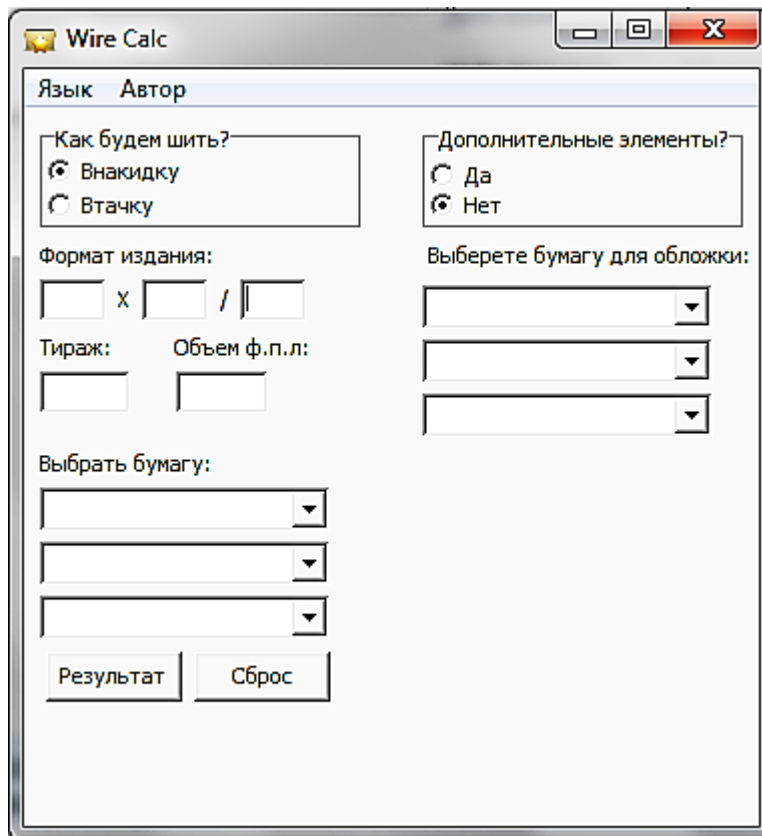 Wire Calc
Язык Автор
Как будем шить?
Внакидку
Втачку
Дополнительные элементы?
Да
Нет
Формат издания:
X /
Тираж: Объем ф.п.л:
Выберете бумагу для обложки:
Выбрать бумагу:
Результат Сброс